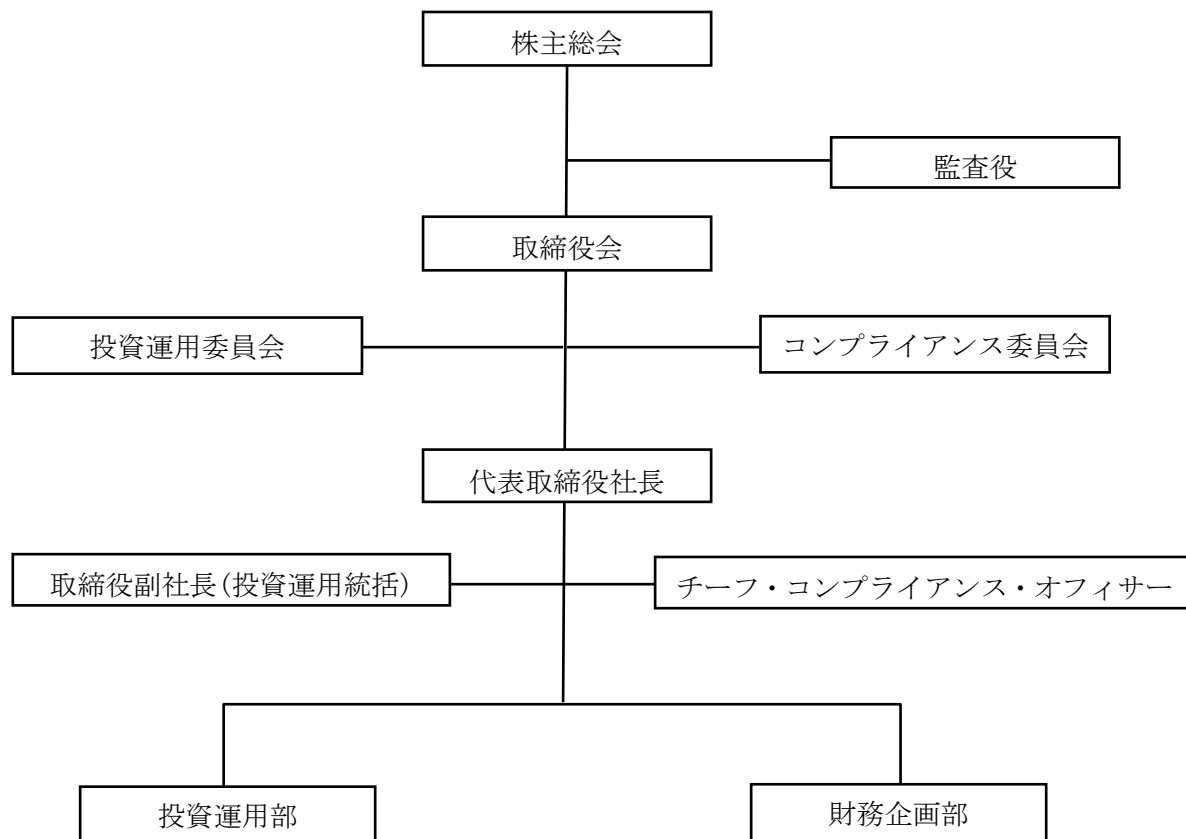 株主総会
監査役
取締役会
投資運用委員会
コンプライアンス委員会
代表取締役社長
取締役副社長(投資運用統括)
チーフ・コンプライアンス・オフィサー
投資運用部
財務企画部